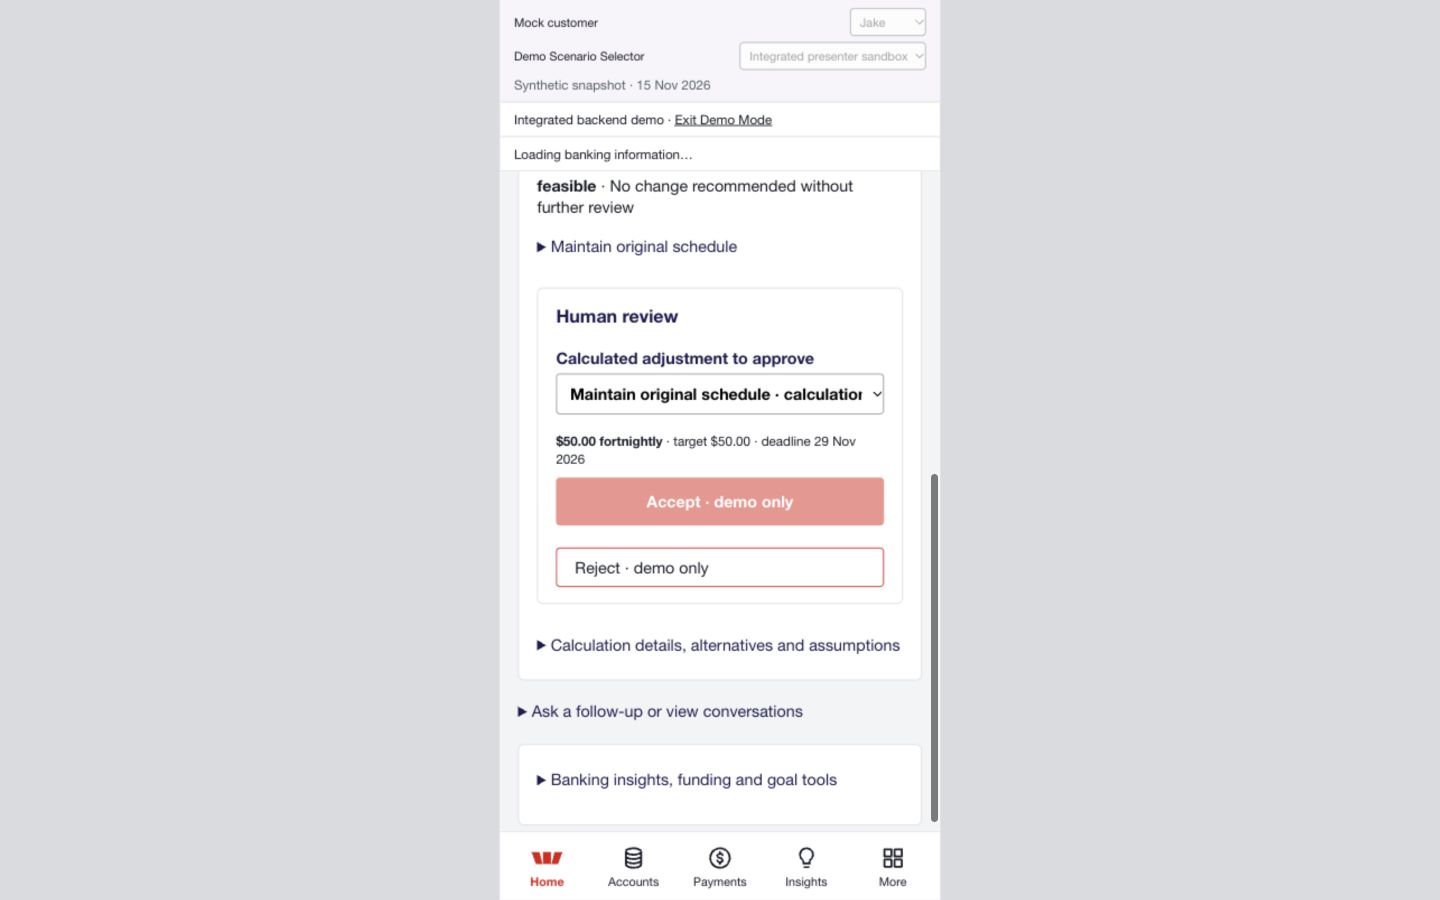 Mock customer
Jake
Demo Scenario Selector
Integrated presenter sandbox
Synthetic snapshot · 15 Nov 2026
Integrated backend demo · Exit Demo Mode
Loading banking information…
feasible · No change recommended without
further review
▶ Maintain original schedule
Human review
Calculated adjustment to approve
Maintain original schedule · calculation
$50.00 fortnightly · target $50.00 · deadline 29 Nov
2026
Accept · demo only
Reject · demo only
▶ Calculation details, alternatives and assumptions
▶ Ask a follow-up or view conversations
▶ Banking insights, funding and goal tools
Home
Accounts
Payments
Insights
More